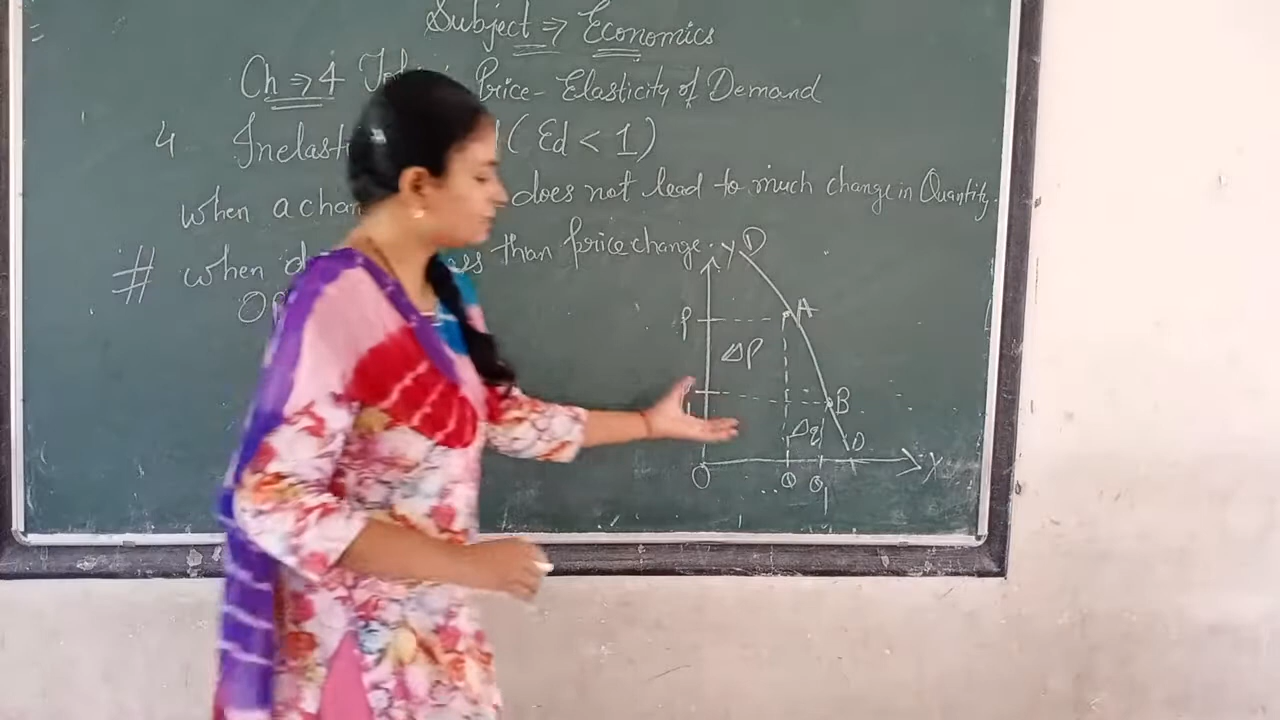 Subject ⇒ Economics
Ch ⇒ 4 Price - Elasticity of Demand
4 Inelast (Ed < 1)
when a chan does not lead to much change in Quantity.
# when than price change.
Y D
P A
ΔP
B
Δq D
O Q Q1 X